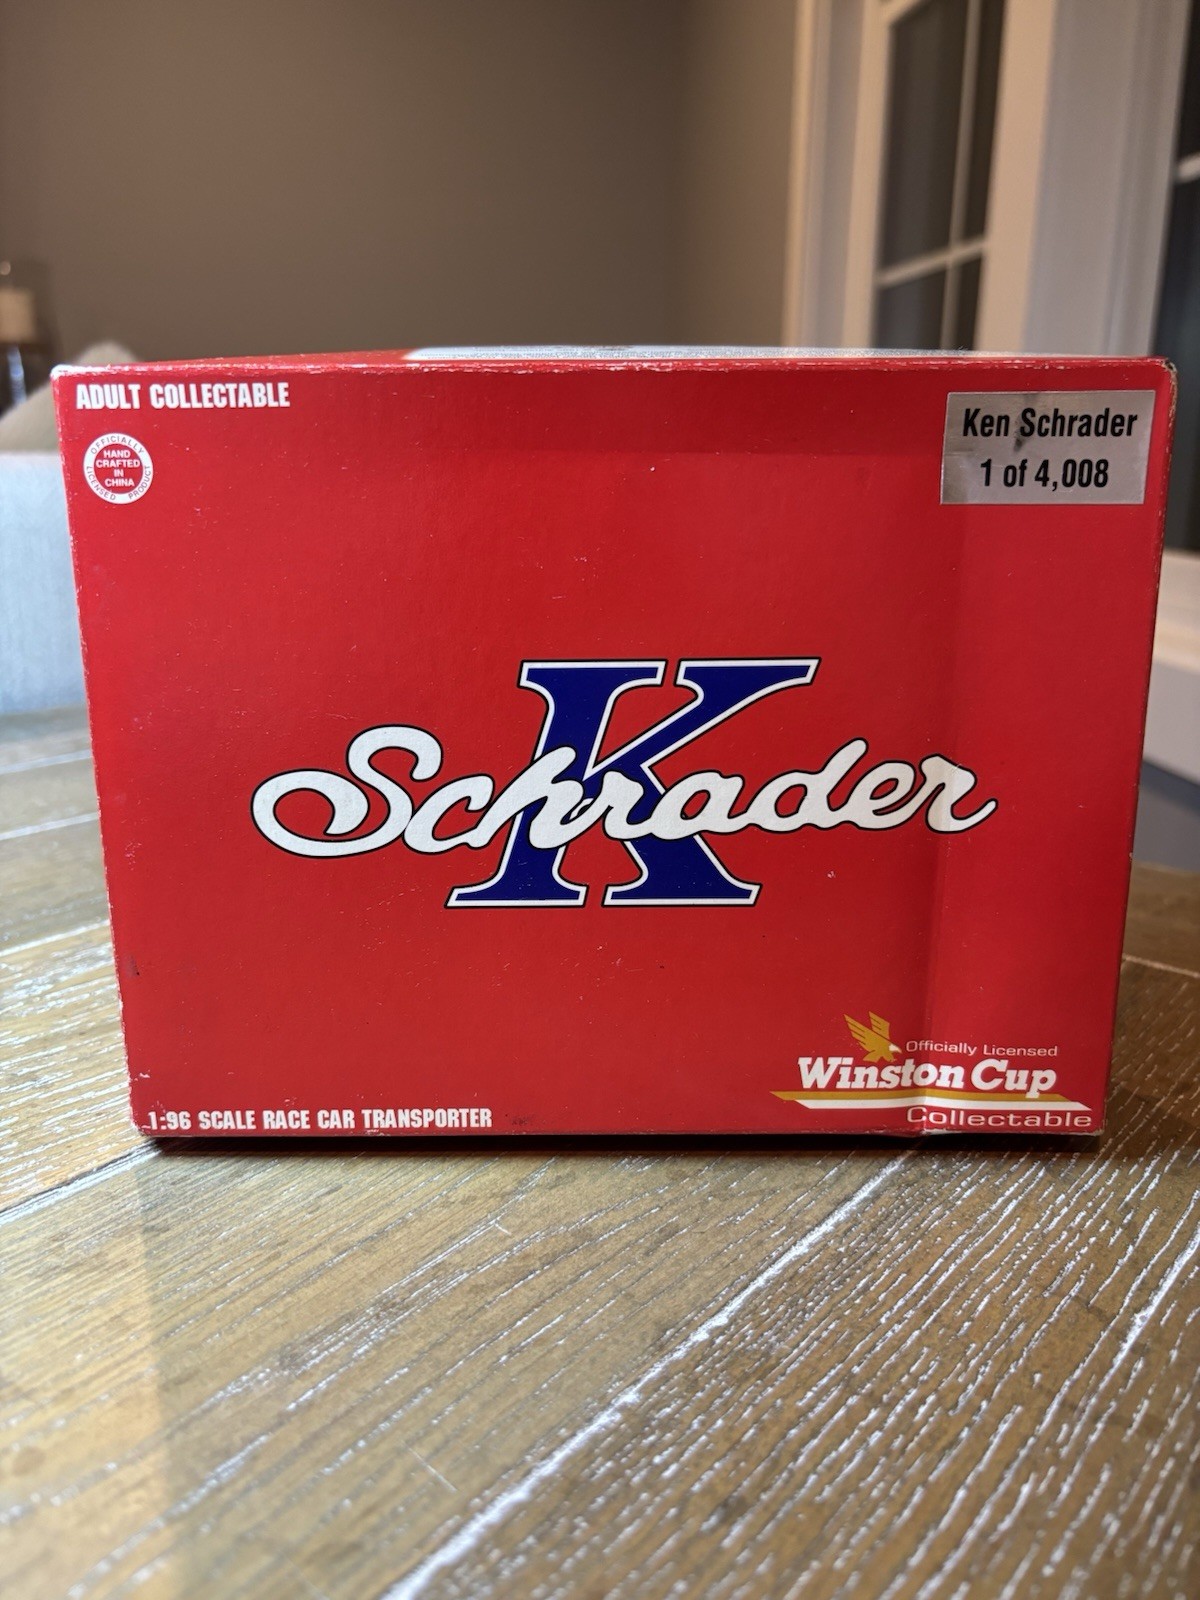 ADULT COLLECTABLE
OFFICIALLY
HAND
CRAFTED
IN
CHINA
LICENSED PRODUCT
Ken Schrader
1 of 4,008
K
Schrader
Officially Licensed
Winston Cup
Collectable
1:96 SCALE RACE CAR TRANSPORTER